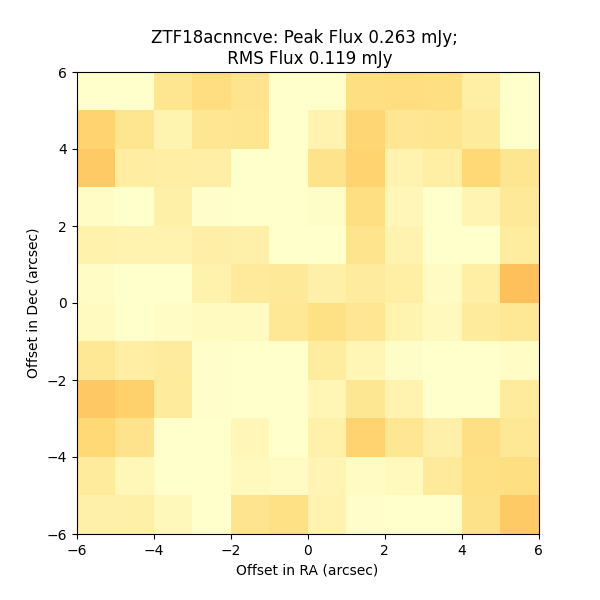 ZTF18acnncve: Peak Flux 0.263 mJy;
RMS Flux 0.119 mJy
6
4
2
0
−2
−4
−6
Offset in Dec (arcsec)
−6 −4 −2 0 2 4 6
Offset in RA (arcsec)